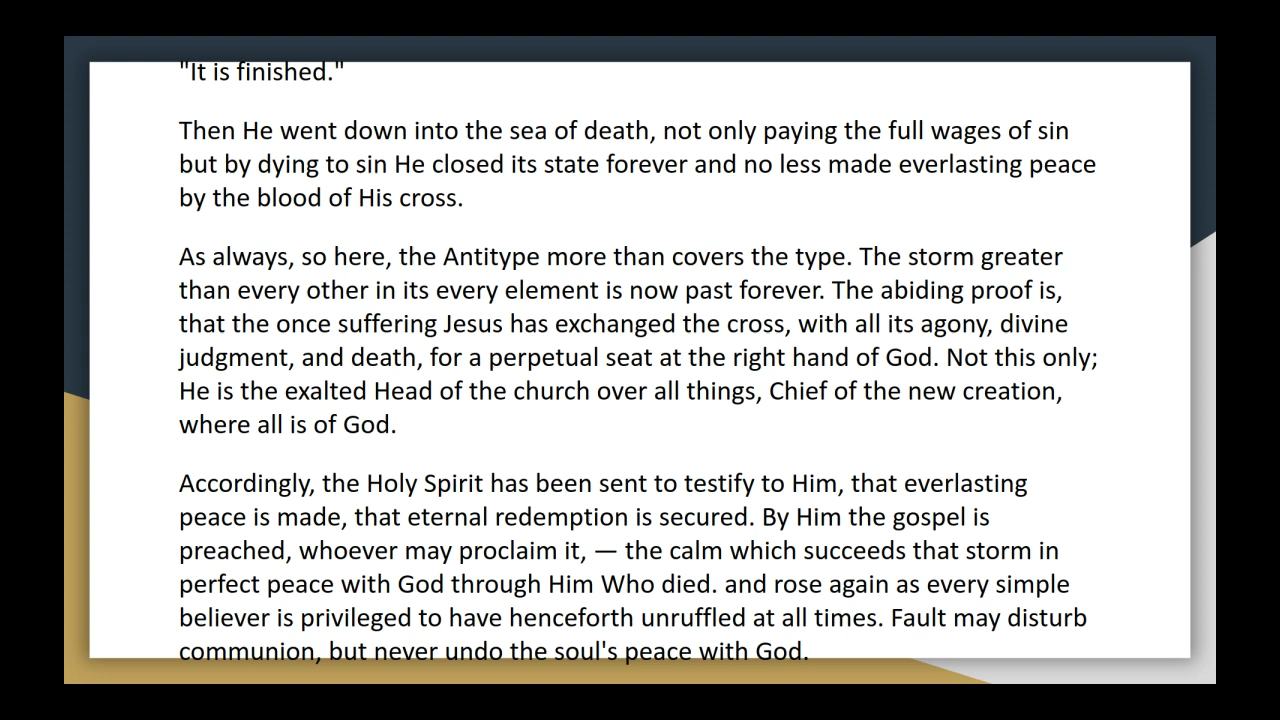 "It is finished."
Then He went down into the sea of death, not only paying the full wages of sin
but by dying to sin He closed its state forever and no less made everlasting peace
by the blood of His cross.
As always, so here, the Antitype more than covers the type. The storm greater
than every other in its every element is now past forever. The abiding proof is,
that the once suffering Jesus has exchanged the cross, with all its agony, divine
judgment, and death, for a perpetual seat at the right hand of God. Not this only;
He is the exalted Head of the church over all things, Chief of the new creation,
where all is of God.
Accordingly, the Holy Spirit has been sent to testify to Him, that everlasting
peace is made, that eternal redemption is secured. By Him the gospel is
preached, whoever may proclaim it, — the calm which succeeds that storm in
perfect peace with God through Him Who died. and rose again as every simple
believer is privileged to have henceforth unruffled at all times. Fault may disturb
communion, but never undo the soul's peace with God.